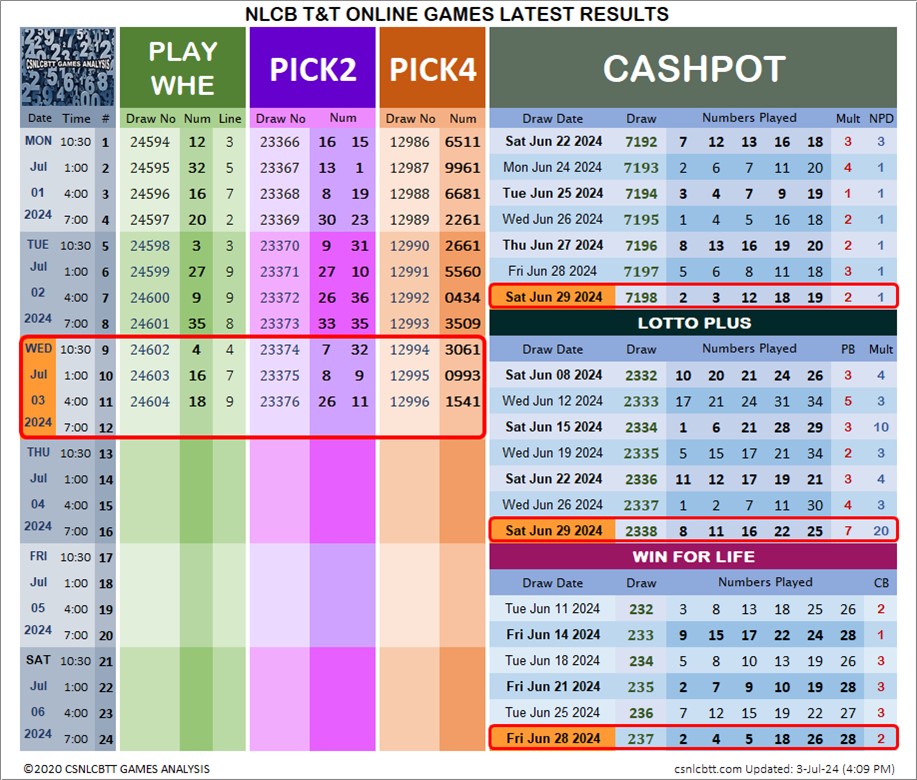 NLCB T&T ONLINE GAMES LATEST RESULTS
CSNLCBTT GAMES ANALYSIS
PLAY WHE
PICK2
PICK4
Date Time # Draw No Num Line Draw No Num Draw No Num
MON 10:30 1 24594 12 3 23366 16 15 12986 6511
Jul 1:00 2 24595 32 5 23367 13 1 12987 9961
01 4:00 3 24596 16 7 23368 8 19 12988 6681
2024 7:00 4 24597 20 2 23369 30 23 12989 2261
TUE 10:30 5 24598 3 3 23370 9 31 12990 2661
Jul 1:00 6 24599 27 9 23371 27 10 12991 5560
02 4:00 7 24600 9 9 23372 26 36 12992 0434
2024 7:00 8 24601 35 8 23373 33 35 12993 3509
WED 10:30 9 24602 4 4 23374 7 32 12994 3061
Jul 1:00 10 24603 16 7 23375 8 9 12995 0993
03 4:00 11 24604 18 9 23376 26 11 12996 1541
2024 7:00 12
THU 10:30 13
Jul 1:00 14
04 4:00 15
2024 7:00 16
FRI 10:30 17
Jul 1:00 18
05 4:00 19
2024 7:00 20
SAT 10:30 21
Jul 1:00 22
06 4:00 23
2024 7:00 24
CASHPOT
Draw Date Draw Numbers Played Mult NPD
Sat Jun 22 2024 7192 7 12 13 16 18 3 3
Mon Jun 24 2024 7193 2 6 7 11 20 4 1
Tue Jun 25 2024 7194 3 4 7 9 19 1 1
Wed Jun 26 2024 7195 1 4 5 16 18 2 1
Thu Jun 27 2024 7196 8 13 16 19 20 2 1
Fri Jun 28 2024 7197 5 6 8 11 18 3 1
Sat Jun 29 2024 7198 2 3 12 18 19 2 1
LOTTO PLUS
Draw Date Draw Numbers Played PB Mult
Sat Jun 08 2024 2332 10 20 21 24 26 3 4
Wed Jun 12 2024 2333 17 21 24 31 34 5 3
Sat Jun 15 2024 2334 1 6 21 28 29 3 10
Wed Jun 19 2024 2335 5 15 17 21 34 2 3
Sat Jun 22 2024 2336 11 12 17 19 21 3 4
Wed Jun 26 2024 2337 1 2 7 11 30 4 3
Sat Jun 29 2024 2338 8 11 16 22 25 7 20
WIN FOR LIFE
Draw Date Draw Numbers Played CB
Tue Jun 11 2024 232 3 8 13 18 25 26 2
Fri Jun 14 2024 233 9 15 17 22 24 28 1
Tue Jun 18 2024 234 5 8 10 13 19 26 3
Fri Jun 21 2024 235 2 7 9 10 19 28 3
Tue Jun 25 2024 236 7 12 15 19 22 27 3
Fri Jun 28 2024 237 2 4 5 18 26 28 2
©2020 CSNLCBTT GAMES ANALYSIS
csnlcbtt.com Updated: 3-Jul-24 (4:09 PM)